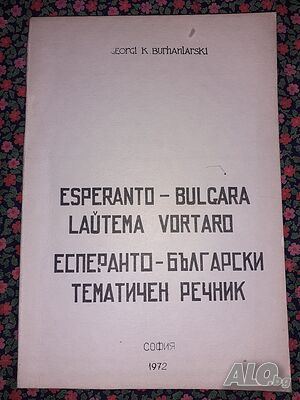 Georgi K. Burhanlarski
ESPERANTO - BULGARA
LAŬTEMA VORTARO
ЕСПЕРАНТО - БЪЛГАРСКИ
ТЕМАТИЧЕН РЕЧНИК
СОФИЯ
1972
ALO.bg